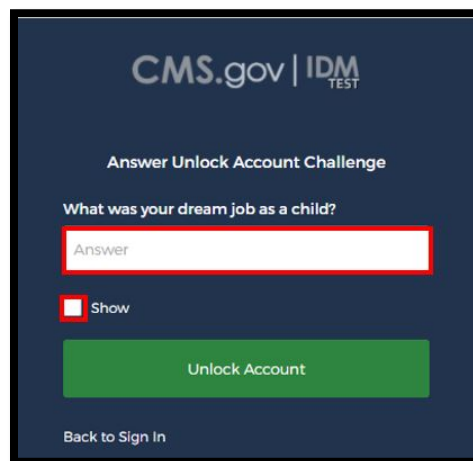 CMS.gov | IDM
TEST
Answer Unlock Account Challenge
What was your dream job as a child?
Answer
Show
Unlock Account
Back to Sign In